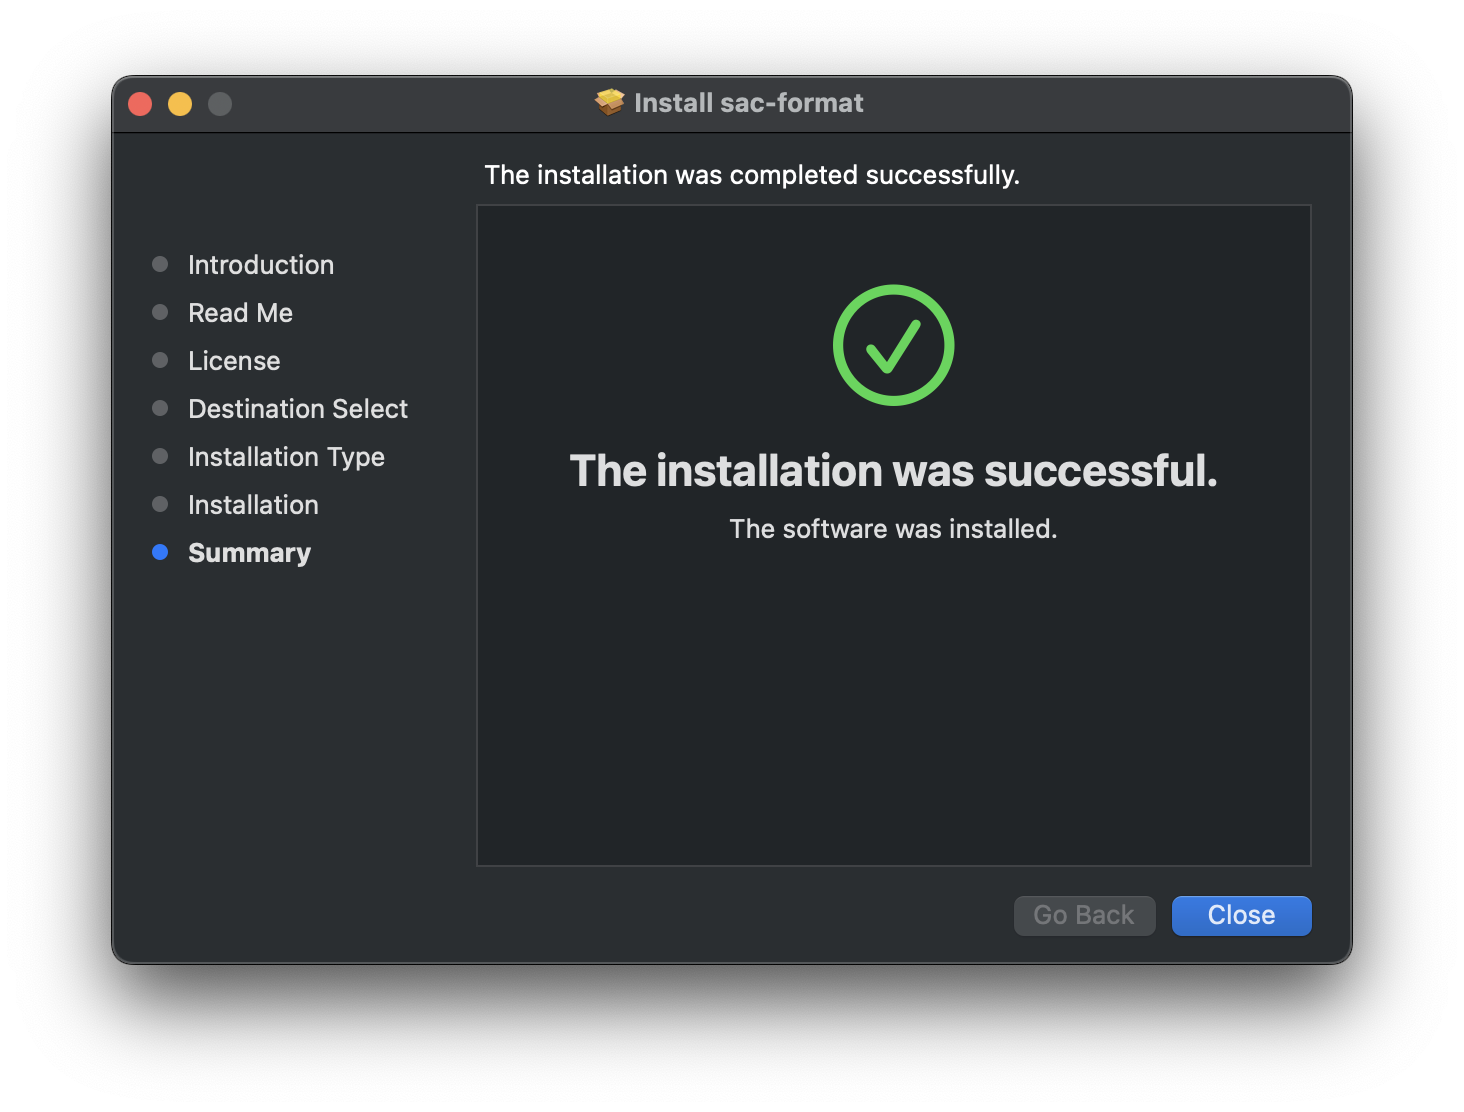 Install sac-format
The installation was completed successfully.
Introduction
Read Me
License
Destination Select
Installation Type
Installation
Summary
The installation was successful.
The software was installed.
Go Back
Close